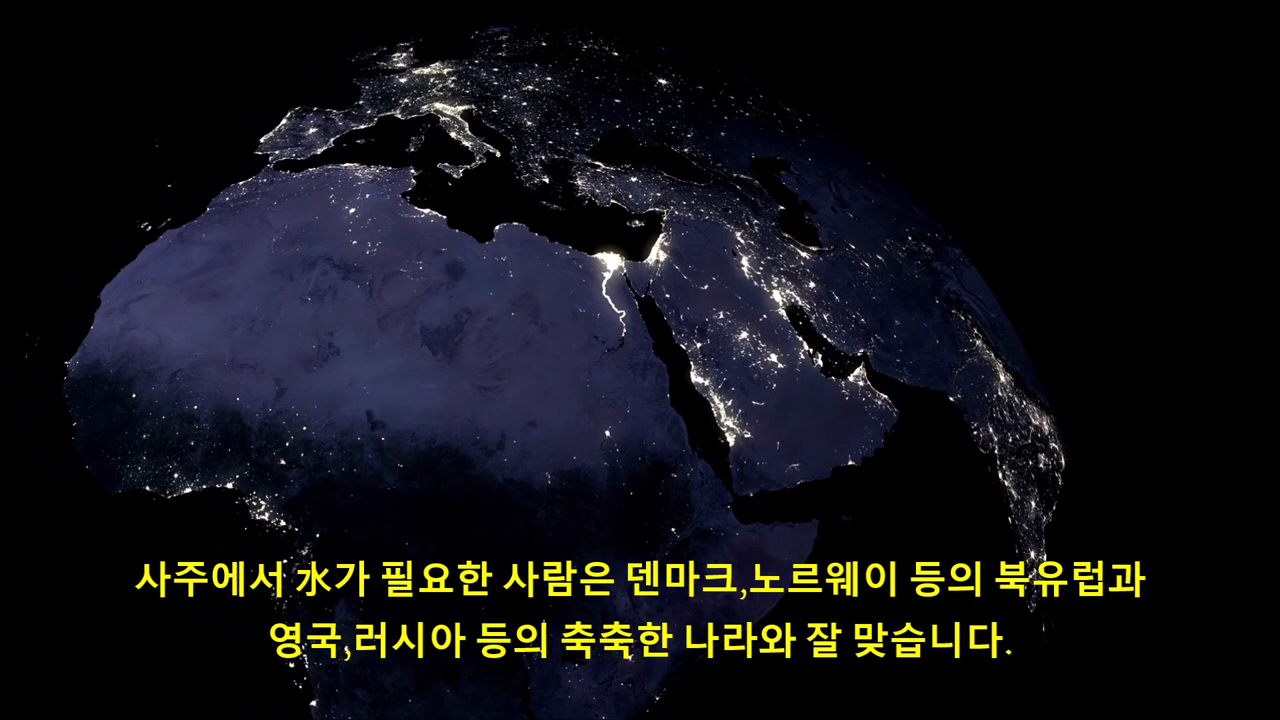 사주에서 水가 필요한 사람은 덴마크,노르웨이 등의 북유럽과
영국,러시아 등의 축축한 나라와 잘 맞습니다.